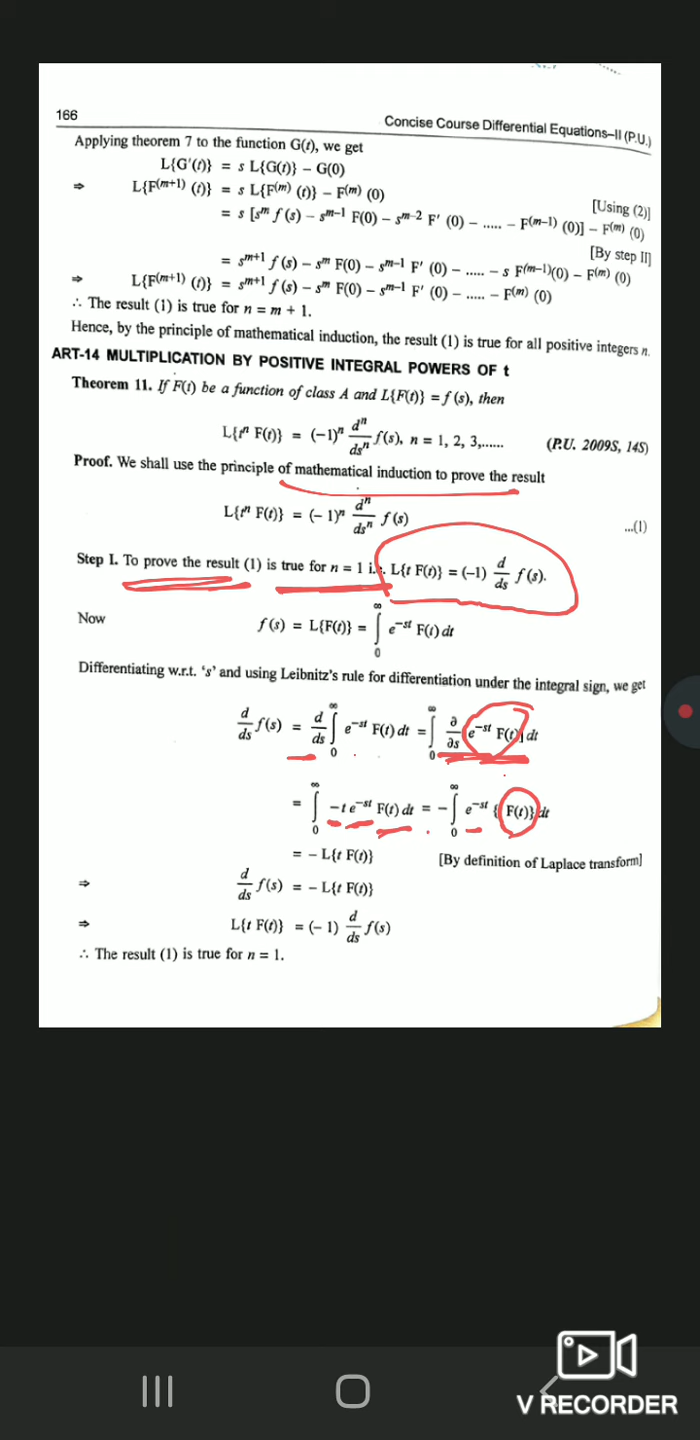 166
Concise Course Differential Equations–II (P.U.)
Applying theorem 7 to the function G(t), we get
L{G'(t)} = s L{G(t)} – G(0)
⇒ L{F^(m+1) (t)} = s L{F^(m) (t)} – F^(m) (0) [Using (2)]
= s [s^m f (s) – s^m–1 F(0) – s^m–2 F' (0) – ..... – F^(m–1) (0)] – F^(m) (0)
[By step II]
= s^m+1 f (s) – s^m F(0) – s^m–1 F' (0) – ..... – s F^(m–1)(0) – F^(m) (0)
⇒ L{F^(m+1) (t)} = s^m+1 f (s) – s^m F(0) – s^m–1 F' (0) – ..... – F^(m) (0)
∴ The result (1) is true for n = m + 1.
Hence, by the principle of mathematical induction, the result (1) is true for all positive integers n.
ART-14 MULTIPLICATION BY POSITIVE INTEGRAL POWERS OF t
Theorem 11. If F(t) be a function of class A and L{F(t)} = f (s), then
L{t^n F(t)} = (–1)^n d^n/ds^n f(s), n = 1, 2, 3,...... (P.U. 2009S, 14S)
Proof. We shall use the principle of mathematical induction to prove the result
L{t^n F(t)} = (– 1)^n d^n/ds^n f (s) ...(1)
Step I. To prove the result (1) is true for n = 1 i.e. L{t F(t)} = (–1) d/ds f (s).
Now f (s) = L{F(t)} = ∫_0^∞ e^–st F(t) dt
Differentiating w.r.t. 's' and using Leibnitz's rule for differentiation under the integral sign, we get
d/ds f(s) = d/ds ∫_0^∞ e^–st F(t) dt = ∫_0^∞ ∂/∂s (e^–st F(t)) dt
= ∫_0^∞ –t e^–st F(t) dt = – ∫_0^∞ e^–st { F(t)} dt
= – L{t F(t)} [By definition of Laplace transform]
⇒ d/ds f(s) = – L{t F(t)}
⇒ L{t F(t)} = (– 1) d/ds f(s)
∴ The result (1) is true for n = 1.
V RECORDER